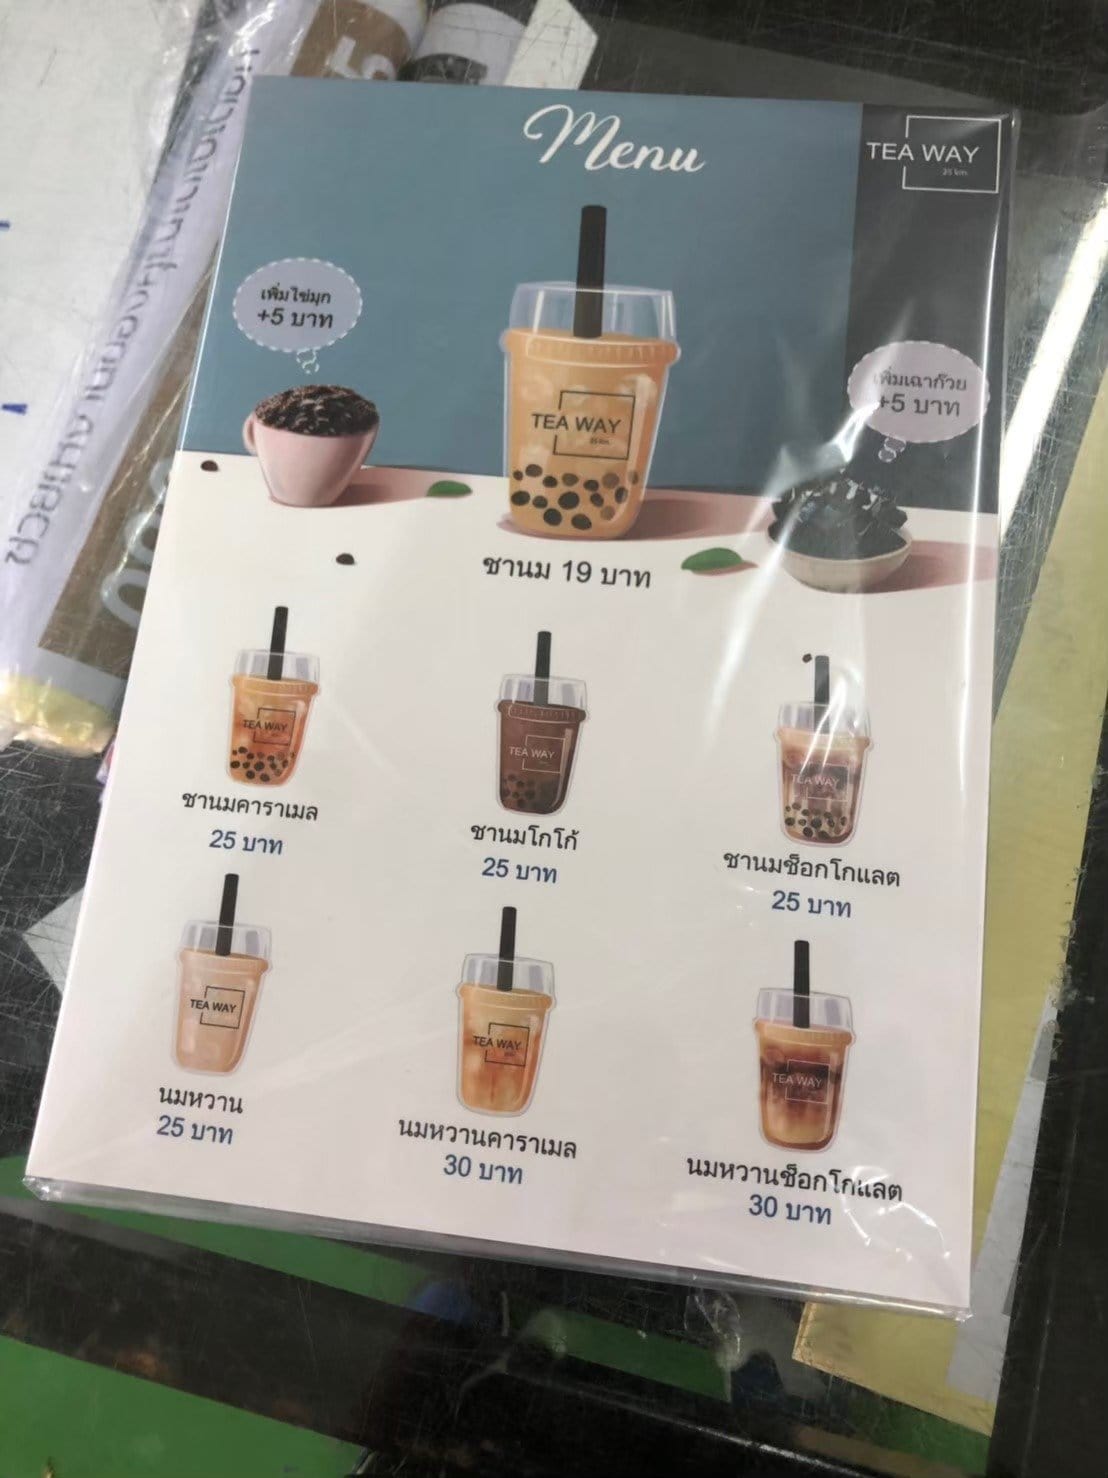 Menu
TEA WAY
25 km.
เพิ่มไข่มุก
+5 บาท
เพิ่มเฉาก๊วย
+5 บาท
TEA WAY
25 km.
ชานม 19 บาท
TEA WAY
TEA WAY
TEA WAY
ชานมคาราเมล
25 บาท
ชานมโกโก้
25 บาท
ชานมช็อกโกแลต
25 บาท
TEA WAY
TEA WAY
TEA WAY
นมหวาน
25 บาท
นมหวานคาราเมล
30 บาท
นมหวานช็อกโกแลต
30 บาท